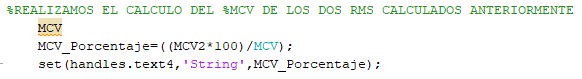 %REALIZAMOS EL CALCULO DEL %MCV DE LOS DOS RMS CALCULADOS ANTERIORMENTE
MCV
MCV_Porcentaje=((MCV2*100)/MCV);
set(handles.text4,'String',MCV_Porcentaje);